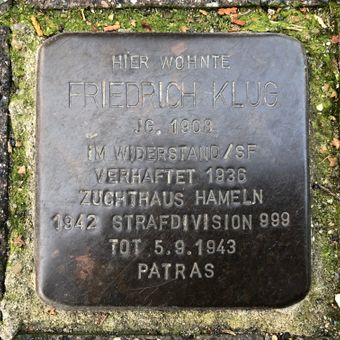 HIER WOHNTE
FRIEDRICH KLUG
JG. 1908
IM WIDERSTAND/SF
VERHAFTET 1936
ZUCHTHAUS HAMELN
1942 STRAFDIVISION 999
TOT 5.9.1943
PATRAS